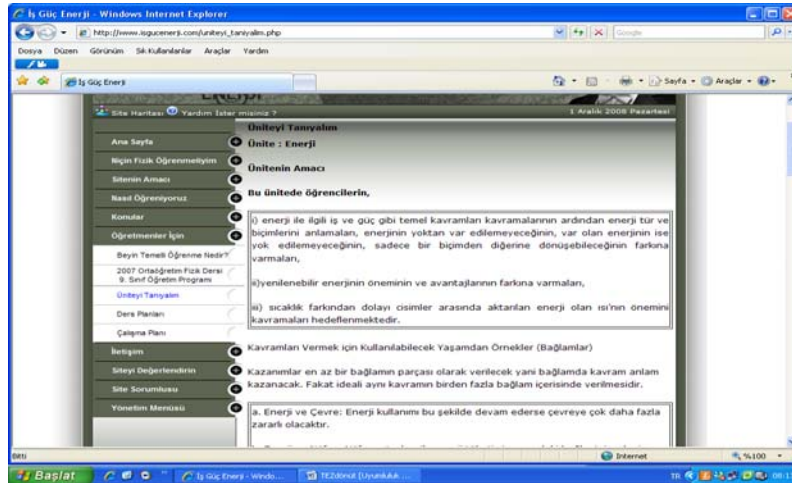 İş Güç Enerji - Windows Internet Explorer
http://www.isgucenerji.com/uniteyi_taniyalim.php
Google
Dosya Düzen Görünüm Sık Kullanılanlar Araçlar Yardım
İş Güç Enerji
Sayfa Araçlar
ENERJİ
Site Haritası Yardım İster misiniz ?
1 Aralık 2008 Pazartesi
Ana Sayfa
Niçin Fizik Öğrenmeliyim
Sitenin Amacı
Nasıl Öğreniyoruz
Konular
Öğretmenler İçin
Beyin Temelli Öğrenme Nedir?
2007 Ortaöğretim Fizik Dersi
9. Sınıf Öğretim Programı
Üniteyi Tanıyalım
Ders Planları
Çalışma Planı
İletişim
Siteyi Değerlendirin
Site Sorumlusu
Yönetim Menüsü
Üniteyi Tanıyalım
Ünite : Enerji
Ünitenin Amacı
Bu ünitede öğrencilerin,
i) enerji ile ilgili iş ve güç gibi temel kavramları kavramalarının ardından enerji tür ve
biçimlerini anlamaları, enerjinin yoktan var edilemeyeceğinin, var olan enerjinin ise
yok edilemeyeceğinin, sadece bir biçimden diğerine dönüşebileceğinin farkına
varmaları,
ii)yenilenebilir enerjinin öneminin ve avantajlarının farkına varmaları,
iii) sıcaklık farkından dolayı cisimler arasında aktarılan enerji olan ısı'nın önemini
kavramaları hedeflenmektedir.
Kavramları Vermek için Kullanılabilecek Yaşamdan Örnekler (Bağlamlar)
Kazanımlar en az bir bağlamın parçası olarak verilecek yani bağlamda kavram anlam
kazanacak. Fakat ideali aynı kavramın birden fazla bağlam içerisinde verilmesidir.
a. Enerji ve Çevre: Enerji kullanımı bu şekilde devam ederse çevreye çok daha fazla
zararlı olacaktır.
Bitti
Internet
%100
Başlat
İş Güç Enerji - Windo...
TEZdönüt [Uyumluluk ...
TR